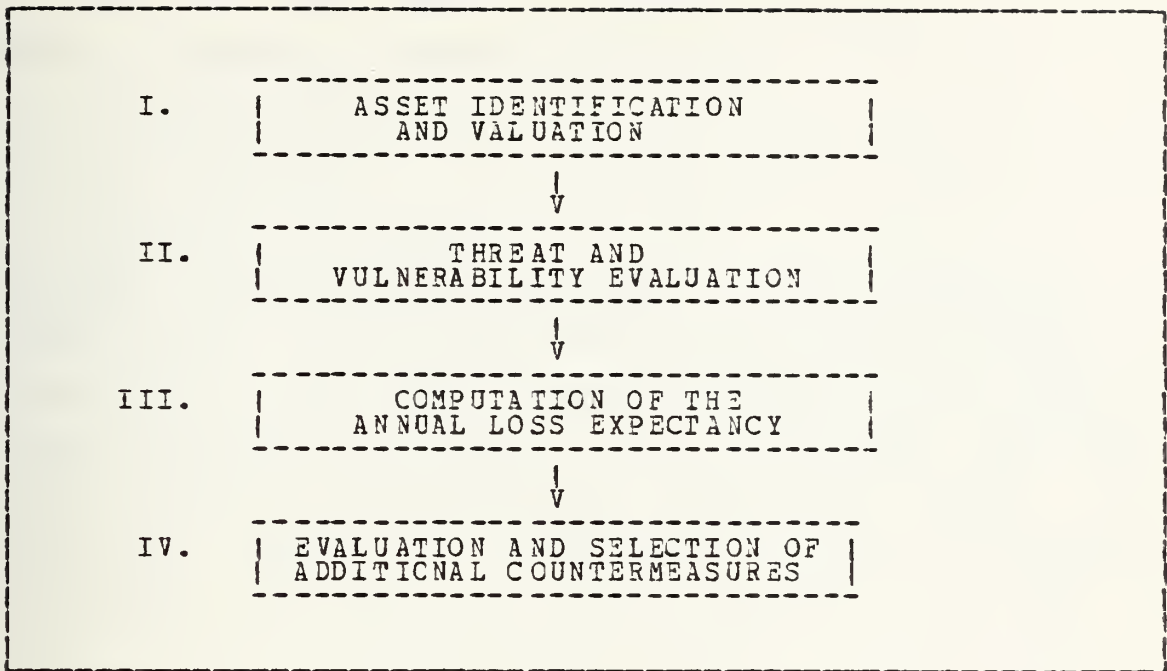 I. ASSET IDENTIFICATION
AND VALUATION
II. THREAT AND
VULNERABILITY EVALUATION
III. COMPUTATION OF THE
ANNUAL LOSS EXPECTANCY
IV. EVALUATION AND SELECTION OF
ADDITICNAL COUNTERMEASURES